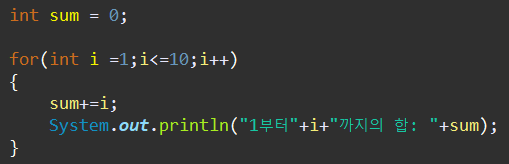 int sum = 0;
for(int i =1;i<=10;i++)
{
sum+=i;
System.out.println("1부터"+i+"까지의 합: "+sum);
}